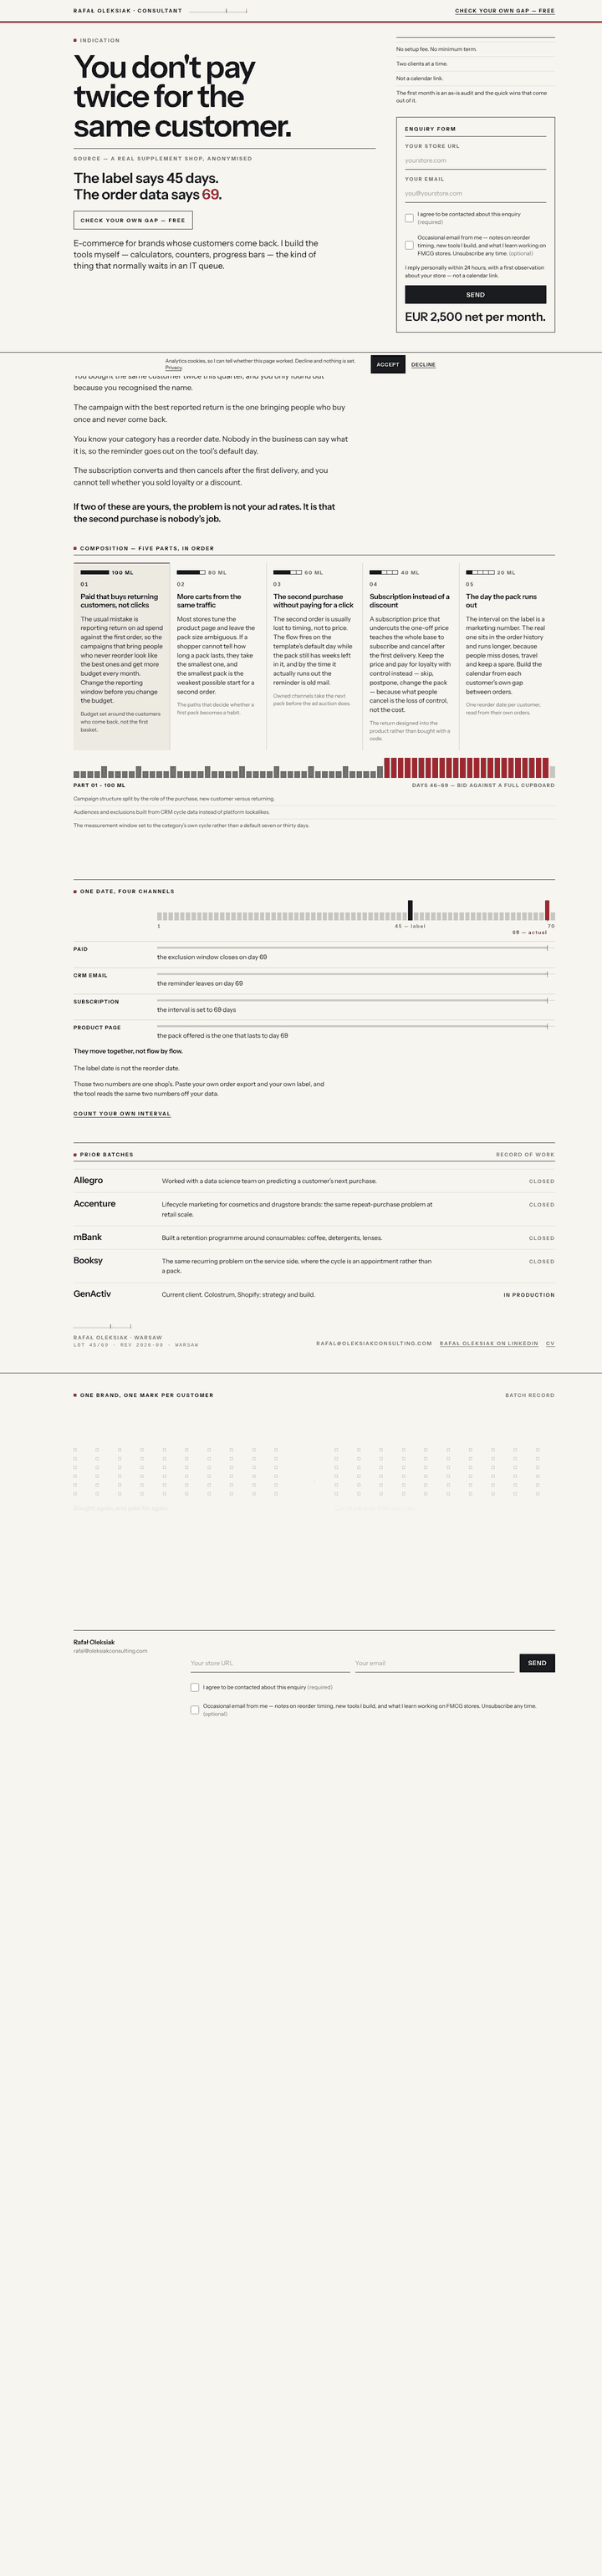 RAFAŁ OLEKSIAK · CONSULTANT
CHECK YOUR OWN GAP — FREE
INDICATION
You don't pay
twice for the
same customer.
SOURCE — A REAL SUPPLEMENT SHOP, ANONYMISED
The label says 45 days.
The order data says 69.
CHECK YOUR OWN GAP — FREE
E-commerce for brands whose customers come back. I build the
tools myself — calculators, counters, progress bars — the kind of
thing that normally waits in an IT queue.
No setup fee. No minimum term.
Two clients at a time.
Not a calendar link.
The first month is an as-is audit and the quick wins that come
out of it.
ENQUIRY FORM
YOUR STORE URL
yourstore.com
YOUR EMAIL
you@yourstore.com
I agree to be contacted about this enquiry
(required)
Occasional email from me — notes on reorder
timing, new tools I build, and what I learn working on
FMCG stores. Unsubscribe any time. (optional)
I reply personally within 24 hours, with a first observation
about your store — not a calendar link.
SEND
EUR 2,500 net per month.
Analytics cookies, so I can tell whether this page worked. Decline and nothing is set.
Privacy
ACCEPT
DECLINE
You bought the same customer twice this quarter, and you only found out
because you recognised the name.
The campaign with the best reported return is the one bringing people who buy
once and never come back.
You know your category has a reorder date. Nobody in the business can say what
it is, so the reminder goes out on the tool's default day.
The subscription converts and then cancels after the first delivery, and you
cannot tell whether you sold loyalty or a discount.
If two of these are yours, the problem is not your ad rates. It is that
the second purchase is nobody's job.
COMPOSITION — FIVE PARTS, IN ORDER
100 ML
01
Paid that buys returning
customers, not clicks
The usual mistake is
reporting return on ad spend
against the first order, so the
campaigns that bring people
who never reorder look like
the best ones and get more
budget every month.
Change the reporting
window before you change
the budget.
Budget set around the customers
who come back, not the first
basket.
80 ML
02
More carts from the
same traffic
Most stores tune the
product page and leave the
pack size ambiguous. If a
shopper cannot tell how
long a pack lasts, they take
the smallest one, and
the smallest pack is the
weakest possible start for a
second order.
The paths that decide whether a
first pack becomes a habit.
60 ML
03
The second purchase
without paying for a click
The second order is usually
lost to timing, not to price.
The flow fires on the
template's default day while
the pack still has weeks left
in it, and by the time it
actually runs out the
reminder is old mail.
Owned channels take the next
pack before the ad auction does.
40 ML
04
Subscription instead of a
discount
A subscription price that
undercuts the one-off price
teaches the whole base to
subscribe and cancel after
the first delivery. Keep the
price and pay for loyalty with
control instead — skip,
postpone, change the pack
— because what people
cancel is the loss of control,
not the cost.
The return designed into the
product rather than bought with a
code.
20 ML
05
The day the pack runs
out
The interval on the label is a
marketing number. The real
one sits in the order history
and runs longer, because
people miss doses, travel
and keep a spare. Build the
calendar from each
customer's own gap
between orders.
One reorder date per customer,
read from their own orders.
PART 01 - 100 ML
DAYS 46–69 — BID AGAINST A FULL CUPBOARD
Campaign structure split by the role of the purchase, new customer versus returning.
Audiences and exclusions built from CRM cycle data instead of platform lookalikes.
The measurement window set to the category's own cycle rather than a default seven or thirty days.
ONE DATE, FOUR CHANNELS
1
45 — label
70
69 — actual
PAID
the exclusion window closes on day 69
CRM EMAIL
the reminder leaves on day 69
SUBSCRIPTION
the interval is set to 69 days
PRODUCT PAGE
the pack offered is the one that lasts to day 69
They move together, not flow by flow.
The label date is not the reorder date.
Those two numbers are one shop's. Paste your own order export and your own label, and
the tool reads the same two numbers off your data.
COUNT YOUR OWN INTERVAL
PRIOR BATCHES
RECORD OF WORK
Allegro
Worked with a data science team on predicting a customer's next purchase.
CLOSED
Accenture
Lifecycle marketing for cosmetics and drugstore brands: the same repeat-purchase problem at
retail scale.
CLOSED
mBank
Built a retention programme around consumables: coffee, detergents, lenses.
CLOSED
Booksy
The same recurring problem on the service side, where the cycle is an appointment rather than
a pack.
CLOSED
GenActiv
Current client. Colostrum, Shopify: strategy and build.
IN PRODUCTION
RAFAŁ OLEKSIAK · WARSAW
LOT 45/69 · REV 2026-09 · WARSAW
RAFAL@OLEKSIAKCONSULTING.COM
RAFAŁ OLEKSIAK ON LINKEDIN
CV
ONE BRAND, ONE MARK PER CUSTOMER
BATCH RECORD
Rafał Oleksiak
rafal@oleksiakconsulting.com
Your store URL
Your email
SEND
I agree to be contacted about this enquiry (required)
Occasional email from me — notes on reorder timing, new tools I build, and what I learn working on FMCG stores. Unsubscribe any time.
(optional)